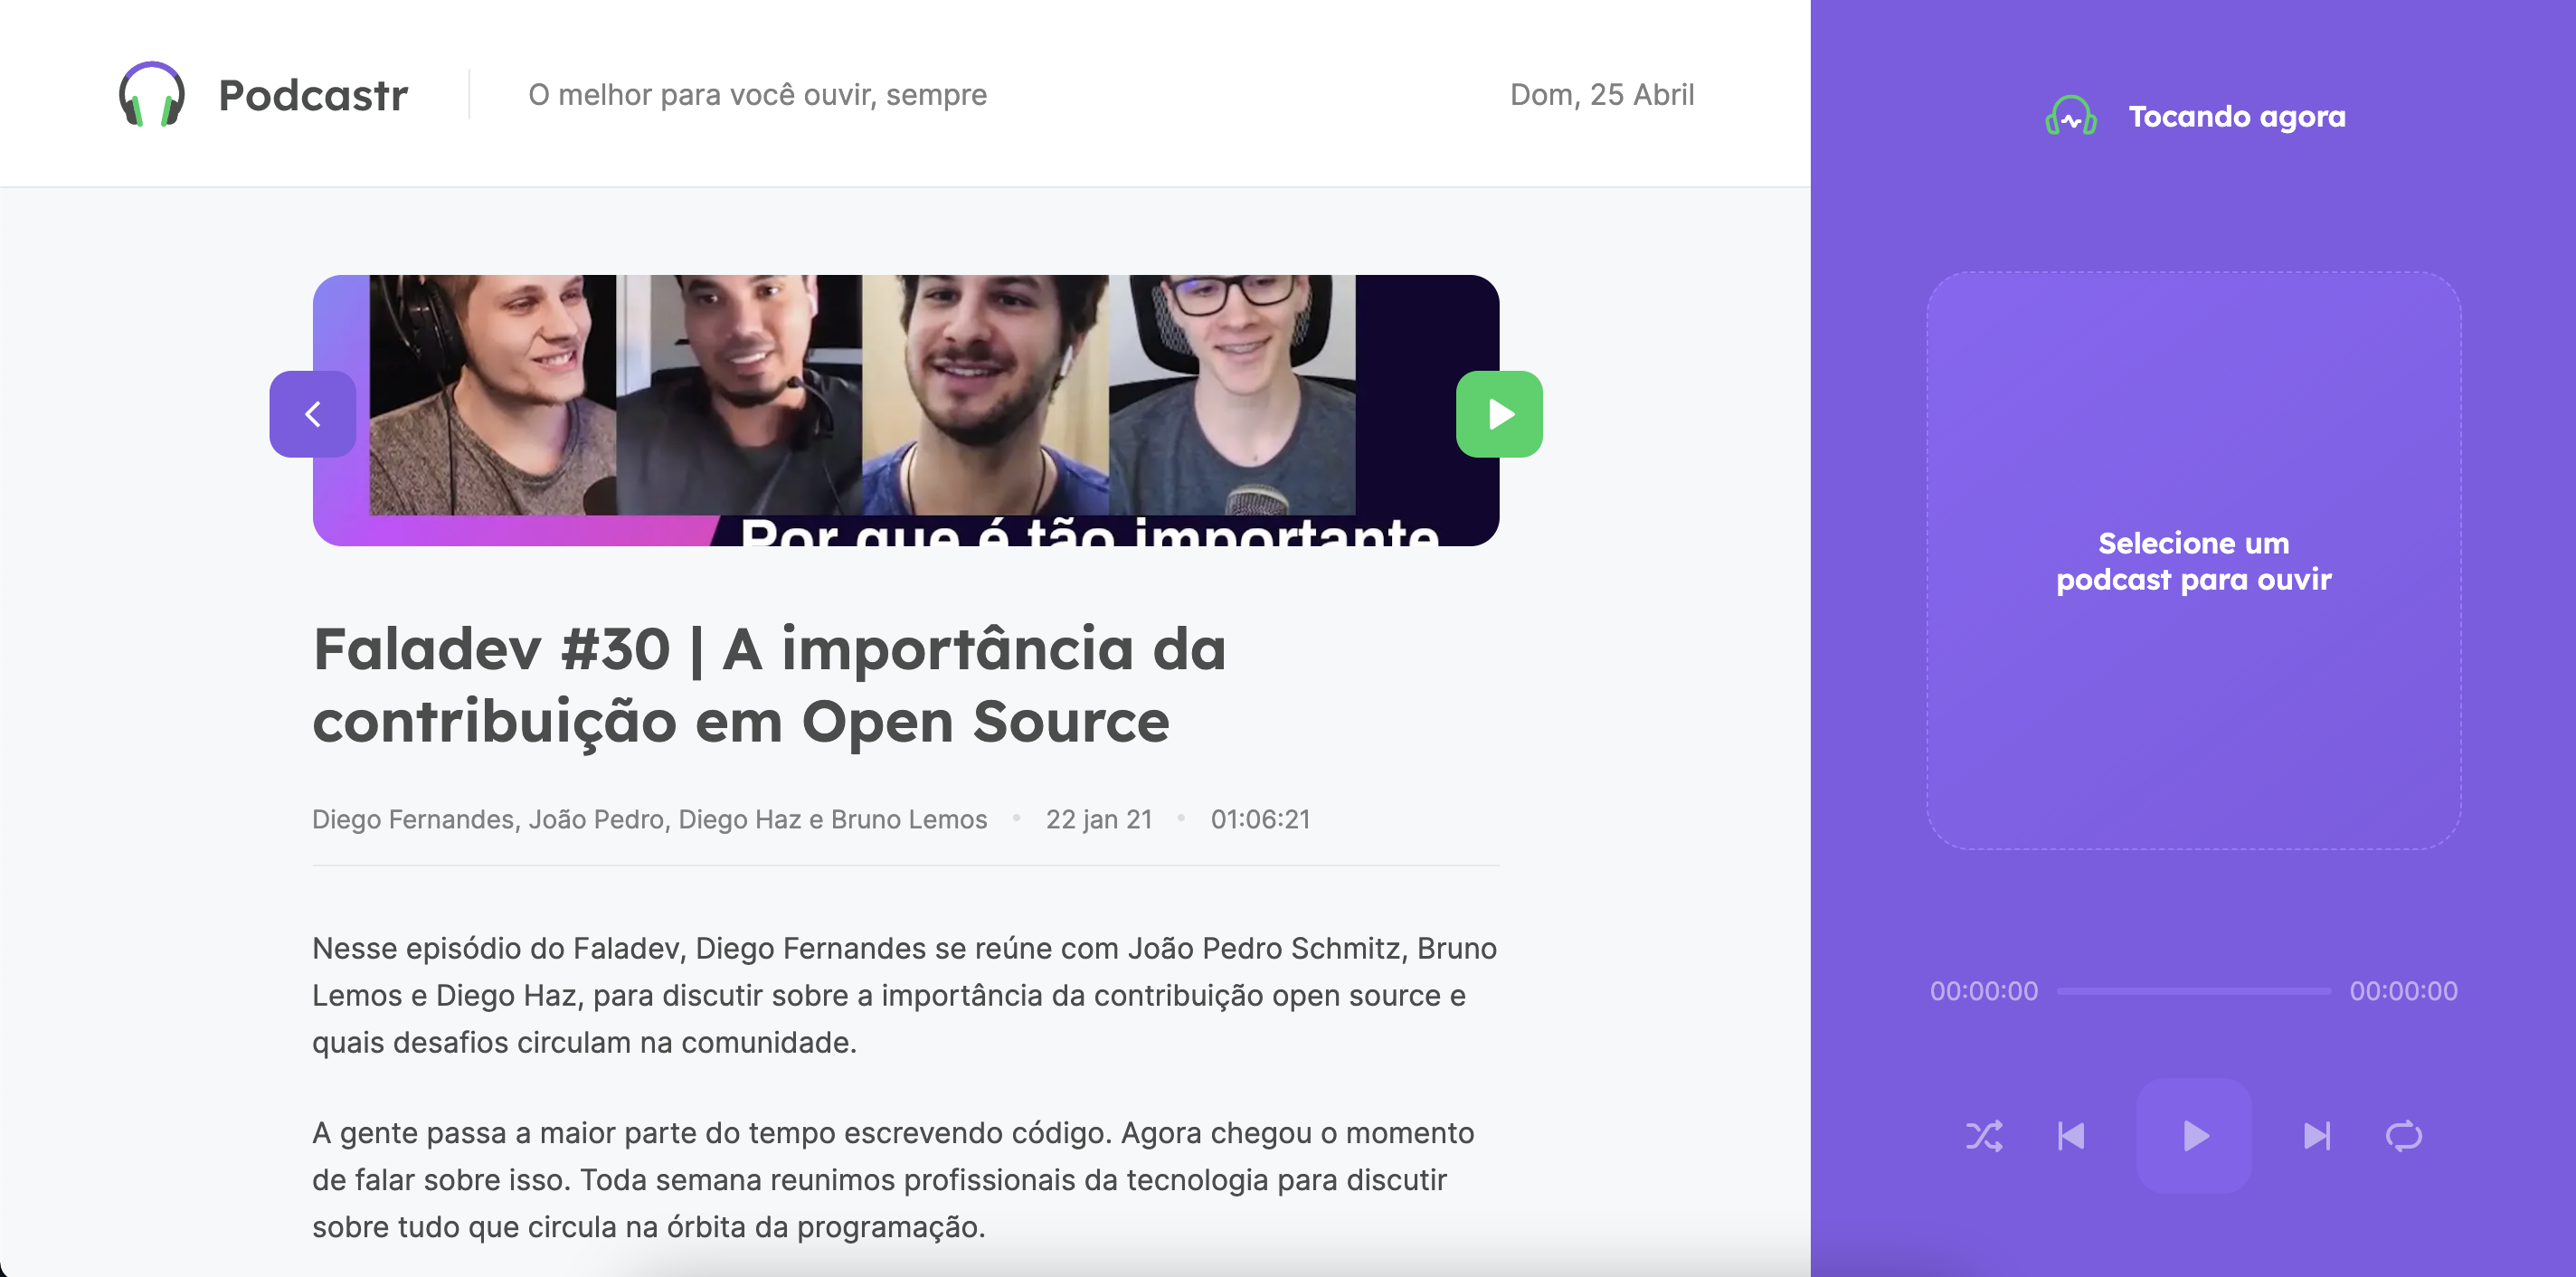 Podcastr
O melhor para você ouvir, sempre
Dom, 25 Abril
Por que é tão importante
Faladev #30 | A importância da
contribuição em Open Source
Diego Fernandes, João Pedro, Diego Haz e Bruno Lemos • 22 jan 21 • 01:06:21
Nesse episódio do Faladev, Diego Fernandes se reúne com João Pedro Schmitz, Bruno
Lemos e Diego Haz, para discutir sobre a importância da contribuição open source e
quais desafios circulam na comunidade.
A gente passa a maior parte do tempo escrevendo código. Agora chegou o momento
de falar sobre isso. Toda semana reunimos profissionais da tecnologia para discutir
sobre tudo que circula na órbita da programação.
Tocando agora
Selecione um
podcast para ouvir
00:00:00
00:00:00